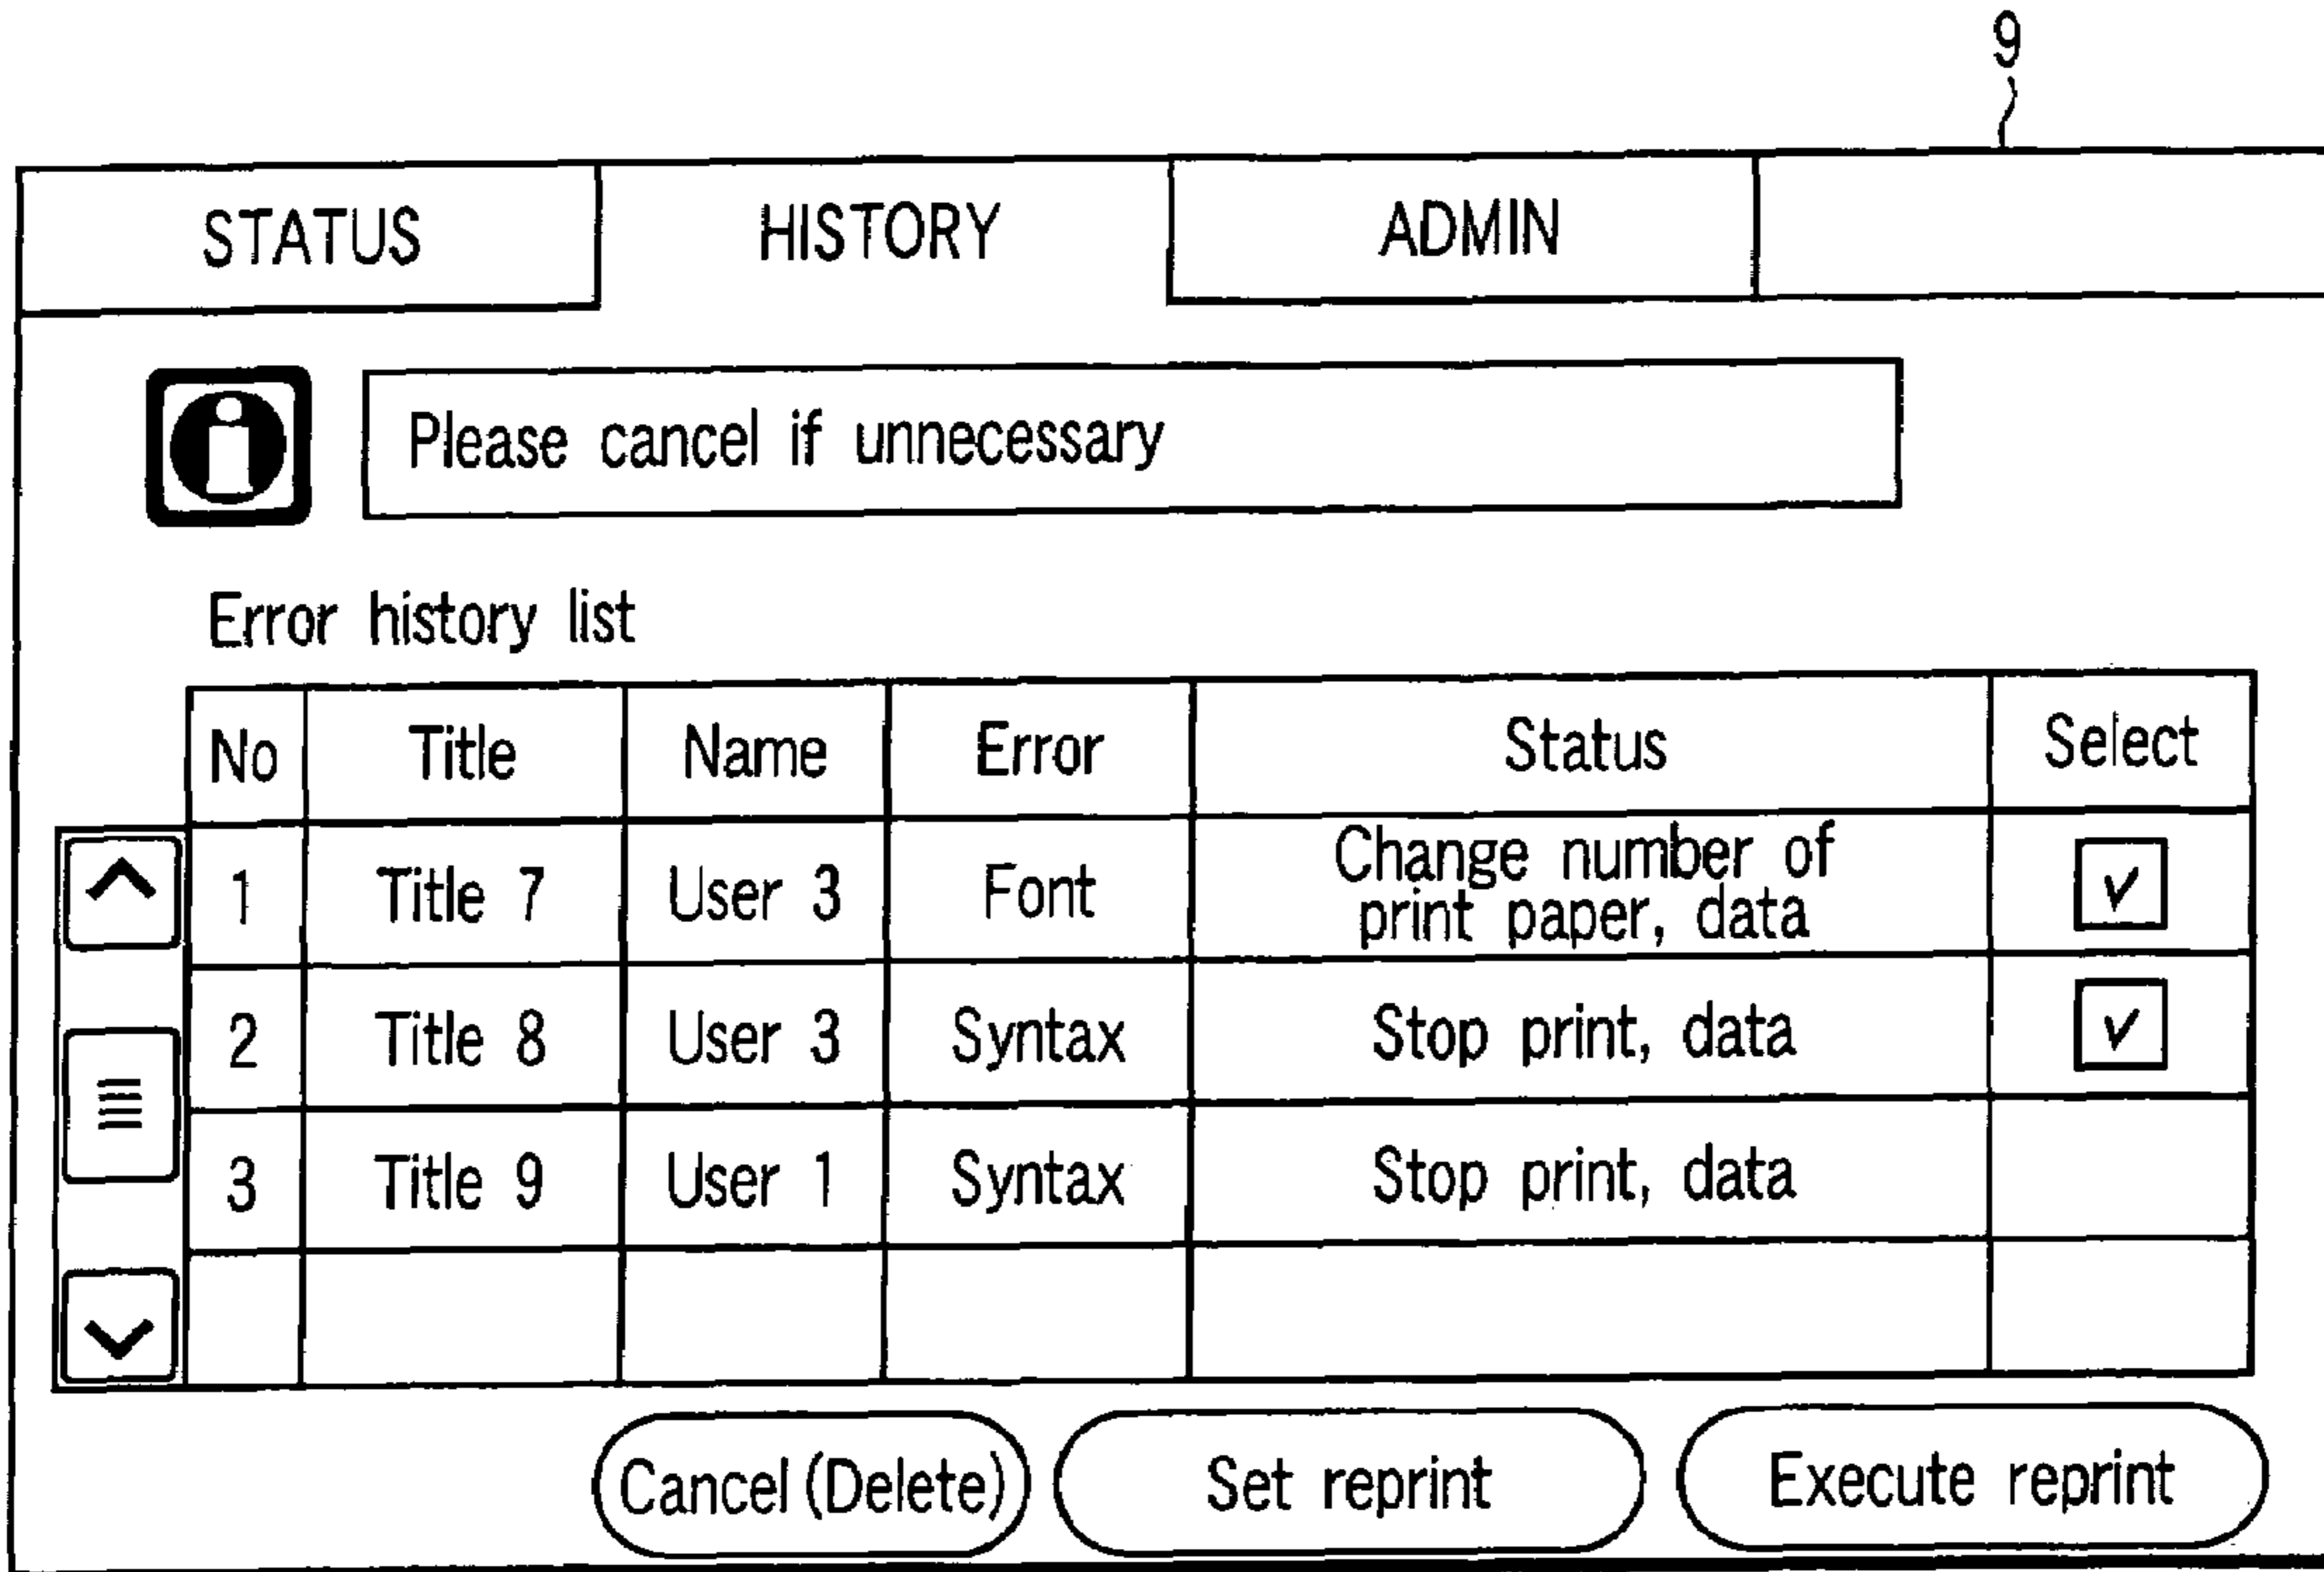 9
STATUS HISTORY ADMIN
Please cancel if unnecessary
Error history list
No Title Name Error Status Select
1 Title 7 User 3 Font Change number of
print paper, data
2 Title 8 User 3 Syntax Stop print, data
3 Title 9 User 1 Syntax Stop print, data
Cancel (Delete) Set reprint Execute reprint